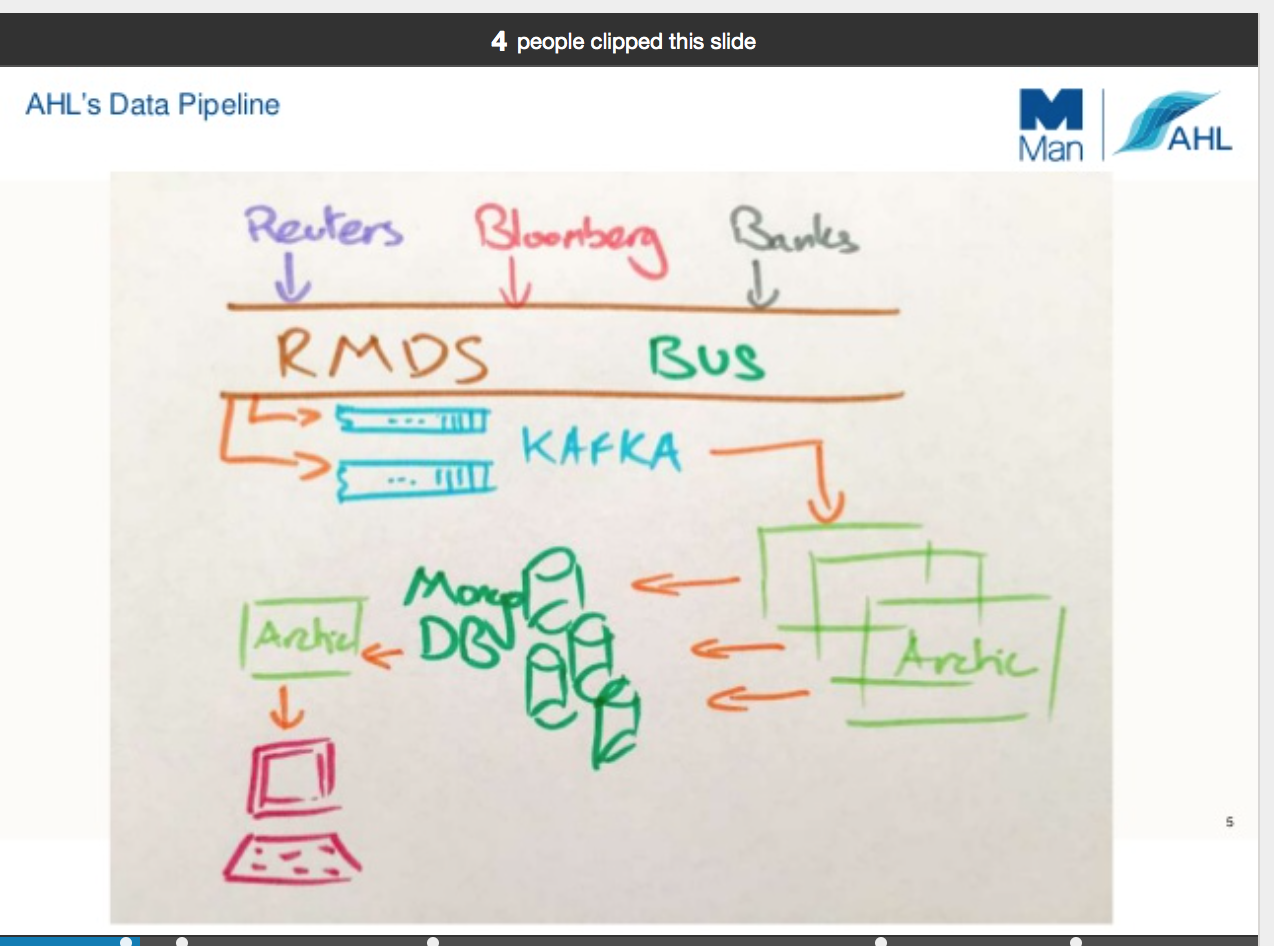 4 people clipped this slide
AHL's Data Pipeline
Man
AHL
Reuters Bloomberg Banks
RMDS BUS
KAFKA
Mongo
DB
Arctic
Arctic
5